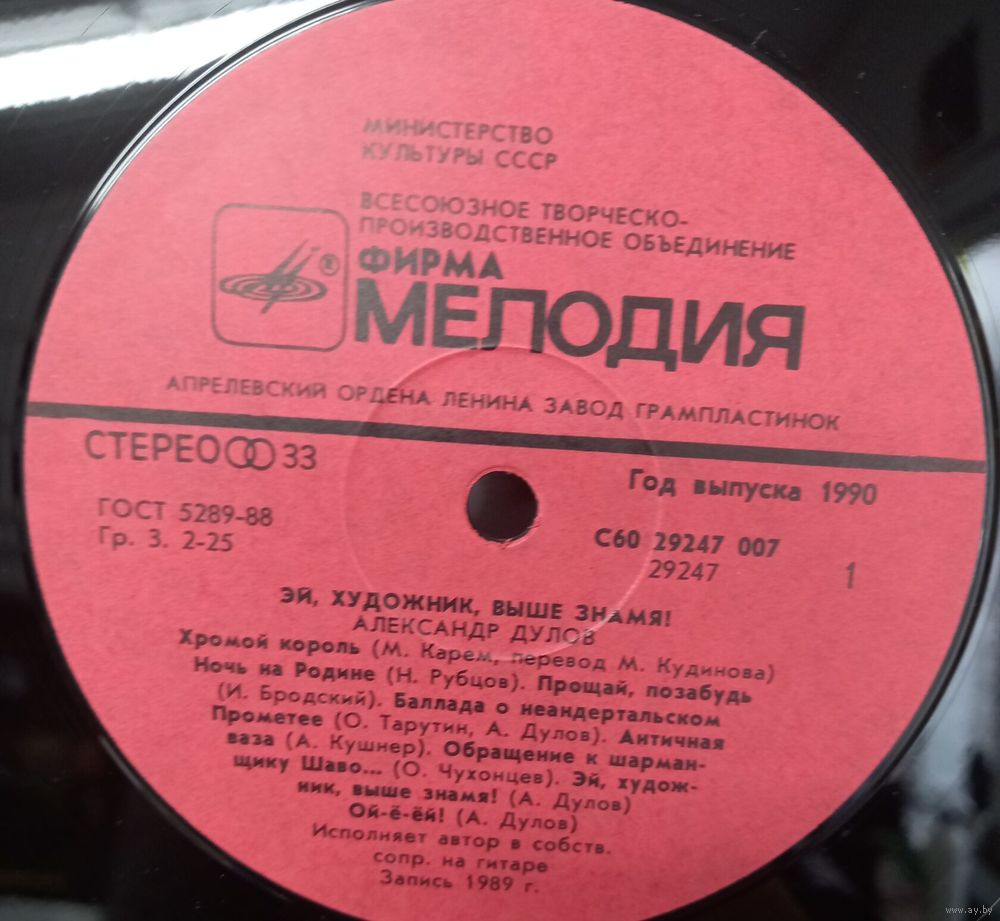 МИНИСТЕРСТВО
КУЛЬТУРЫ СССР
ВСЕСОЮЗНОЕ ТВОРЧЕСКО-
ПРОИЗВОДСТВЕННОЕ ОБЪЕДИНЕНИЕ
ФИРМА
МЕЛОДИЯ
®
АПРЕЛЕВСКИЙ ОРДЕНА ЛЕНИНА ЗАВОД ГРАМПЛАСТИНОК
СТЕРЕО 33
Год выпуска 1990
ГОСТ 5289-88
Гр. 3. 2-25
С60 29247 007
29247
1
ЭЙ, ХУДОЖНИК, ВЫШЕ ЗНАМЯ!
АЛЕКСАНДР ДУЛОВ
Хромой король (М. Карем, перевод М. Кудинова)
Ночь на Родине (Н. Рубцов). Прощай, позабудь
(И. Бродский). Баллада о неандертальском
Прометее (О. Тарутин, А. Дулов). Античная
ваза (А. Кушнер). Обращение к шарман-
щику Шаво... (О. Чухонцев). Эй, худож-
ник, выше знамя! (А. Дулов)
Ой-ё-ёй! (А. Дулов)
Исполняет автор в собств.
сопр. на гитаре
Запись 1989 г.
www.ay.by